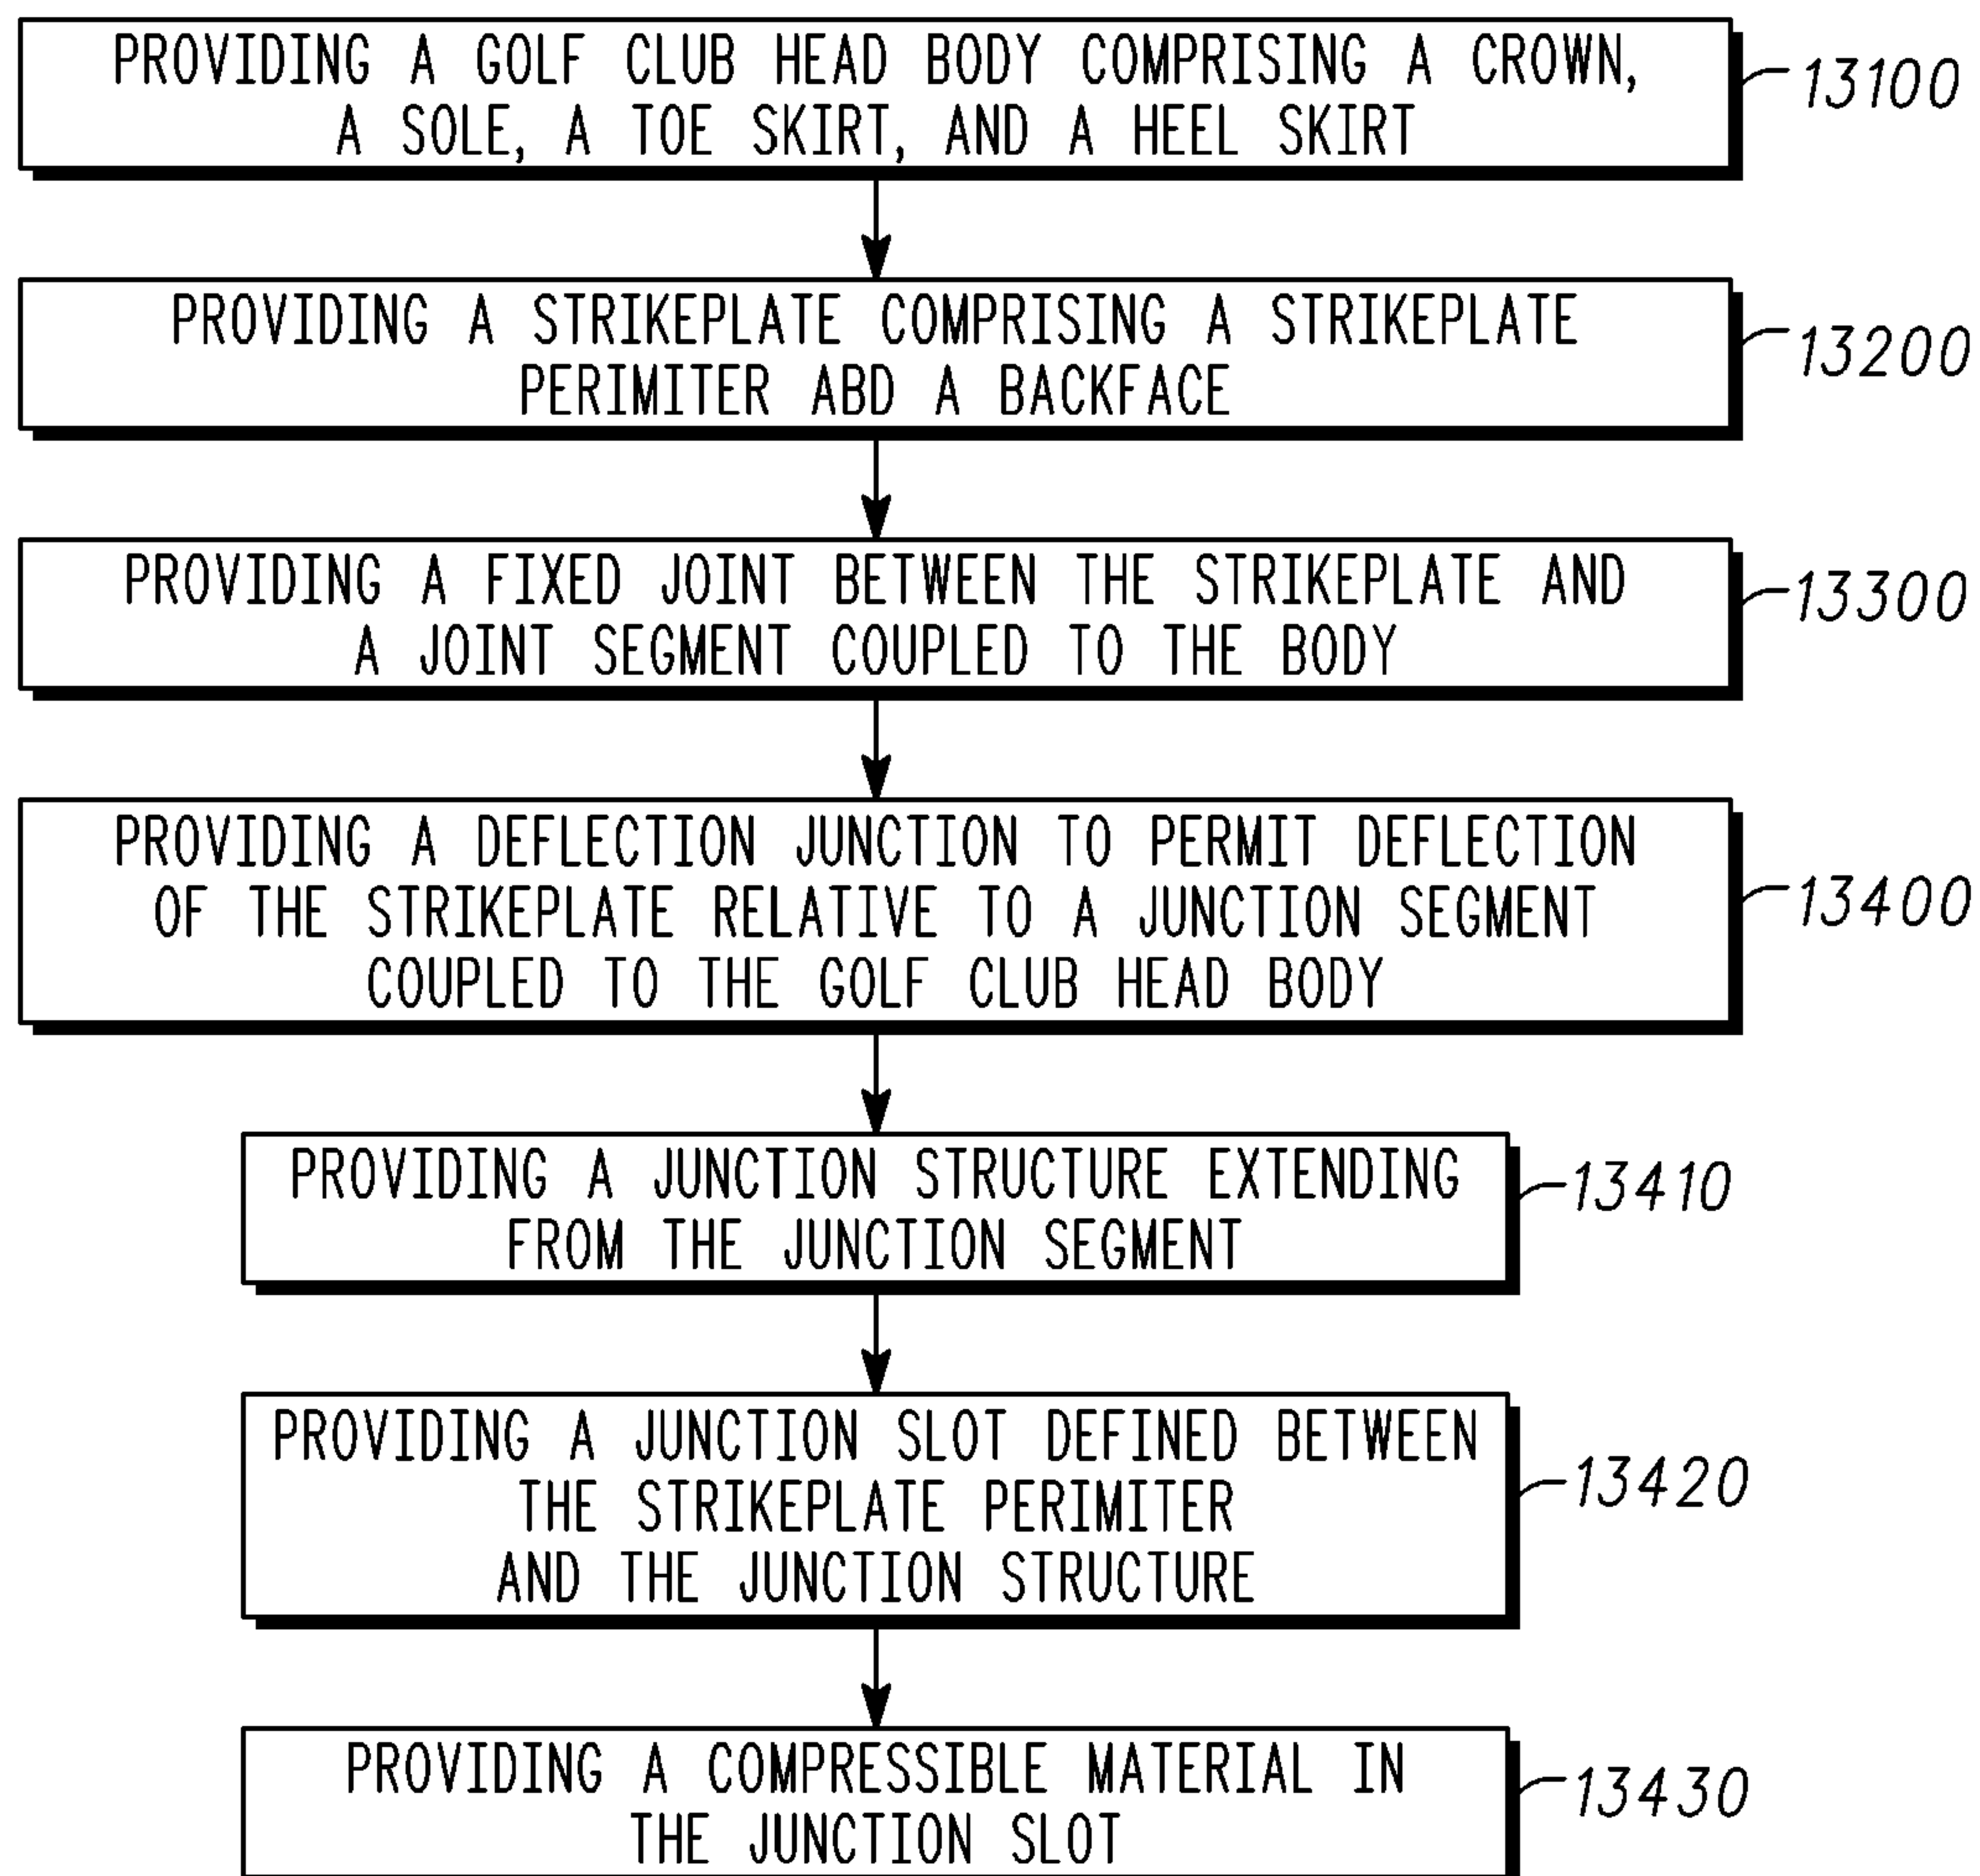 PROVIDING A GOLF CLUB HEAD BODY COMPRISING A CROWN,
A SOLE, A TOE SKIRT, AND A HEEL SKIRT
13100
PROVIDING A STRIKEPLATE COMPRISING A STRIKEPLATE
PERIMITER ABD A BACKFACE
13200
PROVIDING A FIXED JOINT BETWEEN THE STRIKEPLATE AND
A JOINT SEGMENT COUPLED TO THE BODY
13300
PROVIDING A DEFLECTION JUNCTION TO PERMIT DEFLECTION
OF THE STRIKEPLATE RELATIVE TO A JUNCTION SEGMENT
COUPLED TO THE GOLF CLUB HEAD BODY
13400
PROVIDING A JUNCTION STRUCTURE EXTENDING
FROM THE JUNCTION SEGMENT
13410
PROVIDING A JUNCTION SLOT DEFINED BETWEEN
THE STRIKEPLATE PERIMITER
AND THE JUNCTION STRUCTURE
13420
PROVIDING A COMPRESSIBLE MATERIAL IN
THE JUNCTION SLOT
13430